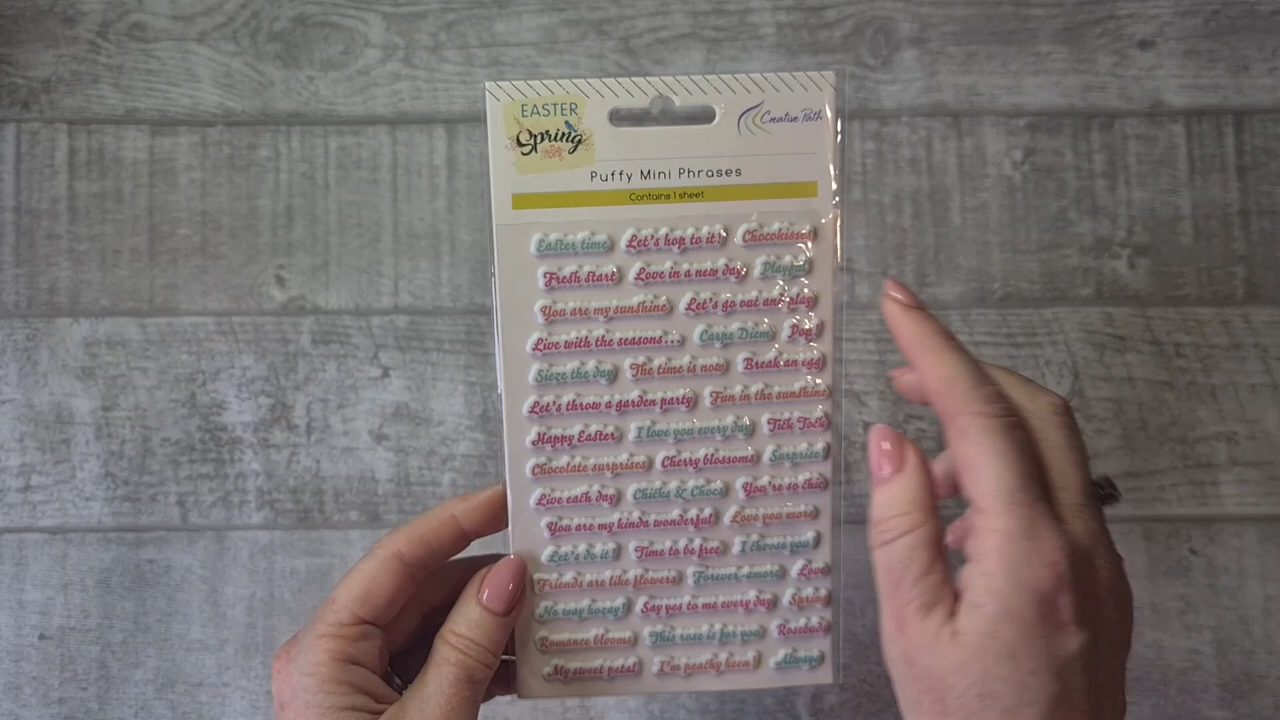 EASTER
Spring
Creative Path
Puffy Mini Phrases
Contains 1 sheet
Easter time Let's hop to it! Chocokisses
Fresh start Love in a new day Playful
You are my sunshine Let's go out and play
Live with the seasons... Carpe Diem Pop!
Sieze the day The time is now Break an egg
Let's throw a garden party Fun in the sunshine
Happy Easter I love you every day Tick Tock
Chocolate surprises Cherry blossoms Surprise!
Live each day Chicks & Chocs You're so chic
You are my kinda wonderful Love you more
Let's do it! Time to be free I choose you!
Friends are like flowers Forever-amore Love
No way hozay! Say yes to me every day Spring
Romance blooms This rose is for you Rosebuds
My sweet petal I'm peachy keen! Always